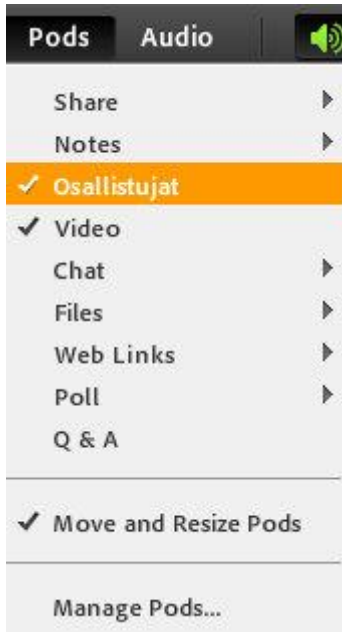 Pods Audio
Share
Notes
Osallistujat
Video
Chat
Files
Web Links
Poll
Q & A
Move and Resize Pods
Manage Pods...